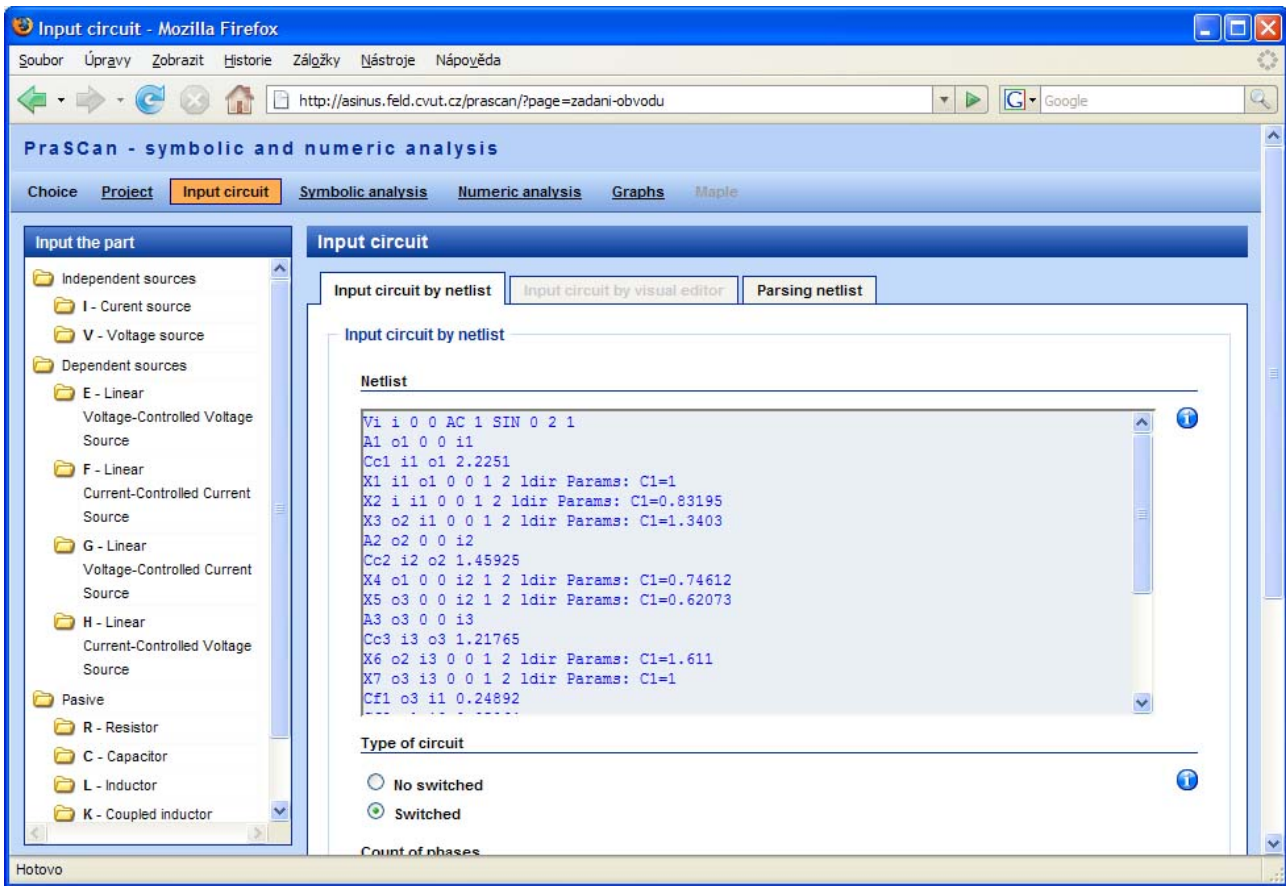 Input circuit - Mozilla Firefox
Soubor Úpravy Zobrazit Historie Záložky Nástroje Nápověda
http://asinus.feld.cvut.cz/prascan/?page=zadani-obvodu
G Google
PraSCan - symbolic and numeric analysis
Choice Project Input circuit Symbolic analysis Numeric analysis Graphs Maple
Input the part
Independent sources
I - Curent source
V - Voltage source
Dependent sources
E - Linear
Voltage-Controlled Voltage
Source
F - Linear
Current-Controlled Current
Source
G - Linear
Voltage-Controlled Current
Source
H - Linear
Current-Controlled Voltage
Source
Pasive
R - Resistor
C - Capacitor
L - Inductor
K - Coupled inductor
Input circuit
Input circuit by netlist Input circuit by visual editor Parsing netlist
Input circuit by netlist
Netlist
Vi i 0 0 AC 1 SIN 0 2 1
A1 o1 0 0 i1
Cc1 i1 o1 2.2251
X1 i1 o1 0 0 1 2 ldir Params: C1=1
X2 i i1 0 0 1 2 ldir Params: C1=0.83195
X3 o2 i1 0 0 1 2 ldir Params: C1=1.3403
A2 o2 0 0 i2
Cc2 i2 o2 1.45925
X4 o1 0 0 i2 1 2 ldir Params: C1=0.74612
X5 o3 0 0 i2 1 2 ldir Params: C1=0.62073
A3 o3 0 0 i3
Cc3 i3 o3 1.21765
X6 o2 i3 0 0 1 2 ldir Params: C1=1.611
X7 o3 i3 0 0 1 2 ldir Params: C1=1
Cf1 o3 i1 0.24892
Type of circuit
No switched
Switched
Count of phases
Hotovo